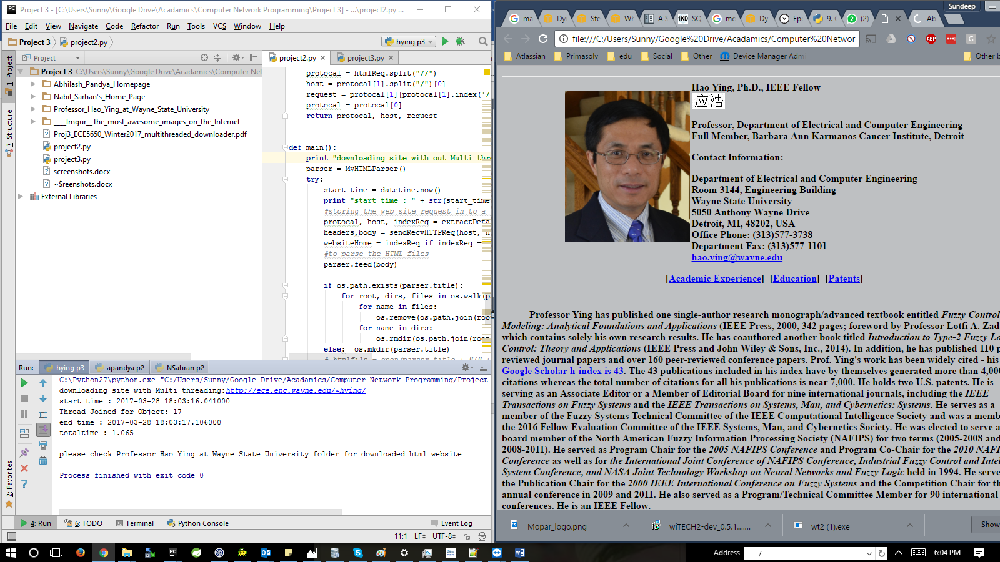 Project 3 - [C:\Users\Sunny\Google Drive\Acadamics\Computer Network Programming\Project 3] - ...\project2.py ...
File Edit View Navigate Code Refactor Run Tools VCS Window Help
Project 3 project2.py
hying p3
Project
project2.py project3.py
1: Project
7: Structure
2: Favorites
Project 3 C:\Users\Sunny\Google Drive\Acadamics\Computer Net
Abhilash_Pandya_Homepage
Nabil_Sarhan's_Home_Page
Professor_Hao_Ying_at_Wayne_State_University
____Imgur__The_most_awesome_images_on_the_Internet
Proj3_ECE5650_Winter2017_multithreaded_downloader.pdf
project2.py
project3.py
screenshots.docx
~$reenshots.docx
External Libraries
protocal = htmlReq.split("//")
host = protocal[1].split("/")[0]
request = protocal[1][protocal[1].index('/
protocal = protocal[0]
return protocal, host, request
def main():
print "downloading site with out Multi thr
parser = MyHTMLParser()
try:
start_time = datetime.now()
print "start_time : " + str(start_time
#storing the web site request in to a
protocal, host, indexReq = extractDeta
headers,body = sendRecvHTTPReq(host,
websiteHome = indexReq if indexReq ==
#to parse the HTML files
parser.feed(body)
if os.path.exists(parser.title):
for root, dirs, files in os.walk(pa
for name in files:
os.remove(os.path.join(roo
for name in dirs:
os.rmdir(os.path.join(root
else: os.mkdir(parser.title)
Run: hying p3 apandya p2 NSahran p2
C:\Python27\python.exe "C:/Users/Sunny/Google Drive/Acadamics/Computer Network Programming/Project
downloading site with Multi threading:http://ece.eng.wayne.edu/~hying/
start_time : 2017-03-28 18:03:16.041000
Thread Joined for Object: 17
end_time : 2017-03-28 18:03:17.106000
totaltime : 1.065
please check Professor_Hao_Ying_at_Wayne_State_University folder for downloaded html website
Process finished with exit code 0
4: Run 6: TODO Terminal Python Console Event Log
11:1 LF UTF-8
Sundeep
ma Dy Ste Wh A S 1KD SQ mc Dy Epo 9. (2) Ab
file:///C:/Users/Sunny/Google%20Drive/Acadamics/Computer%20Networ
ABP
G
Atlassian Primasolv edu Social Other Device Manager Adm Other b
Hao Ying, Ph.D., IEEE Fellow
应浩
Professor, Department of Electrical and Computer Engineering
Full Member, Barbara Ann Karmanos Cancer Institute, Detroit
Contact Information:
Department of Electrical and Computer Engineering
Room 3144, Engineering Building
Wayne State University
5050 Anthony Wayne Drive
Detroit, MI, 48202, USA
Office Phone: (313)577-3738
Department Fax: (313)577-1101
hao.ying@wayne.edu
[Academic Experience] [Education] [Patents]
Professor Ying has published one single-author research monograph/advanced textbook entitled Fuzzy Control
Modeling: Analytical Foundations and Applications (IEEE Press, 2000, 342 pages; foreword by Professor Lotfi A. Zad
which contains solely his own research results. He has coauthored another book titled Introduction to Type-2 Fuzzy Lo
Control: Theory and Applications (IEEE Press and John Wiley & Sons, Inc., 2014). In addition, he has published 110 p
reviewed journal papers and over 160 peer-reviewed conference papers. Prof. Ying's work has been widely cited - his
Google Scholar h-index is 43. The 43 publications included in his index have by themselves generated more than 4,000
citations whereas the total number of citations for all his publications is near 7,000. He holds two U.S. patents. He is
serving as an Associate Editor or a Member of Editorial Board for nine international journals, including the IEEE
Transactions on Fuzzy Systems and the IEEE Transactions on Systems, Man, and Cybernetics: Systems. He serves as a
member of the Fuzzy Systems Technical Committee of the IEEE Computational Intelligence Society and was a memb
the 2016 Fellow Evaluation Committee of the IEEE Systems, Man, and Cybernetics Society. He was elected to serve a
board member of the North American Fuzzy Information Processing Society (NAFIPS) for two terms (2005-2008 and
2008-2011). He served as Program Chair for the 2005 NAFIPS Conference and Program Co-Chair for the 2010 NAFI
Conference as well as for the International Joint Conference of NAFIPS Conference, Industrial Fuzzy Control and Intel
System Conference, and NASA Joint Technology Workshop on Neural Networks and Fuzzy Logic held in 1994. He serve
the Publication Chair for the 2000 IEEE International Conference on Fuzzy Systems and the Competition Chair for th
annual conference in 2009 and 2011. He also served as a Program/Technical Committee Member for 90 international
conferences. He is an IEEE Fellow.
Mopar_logo.png wiTECH2-dev_0.5.1....... wt2 (1).exe Show
Address / 6:04 PM